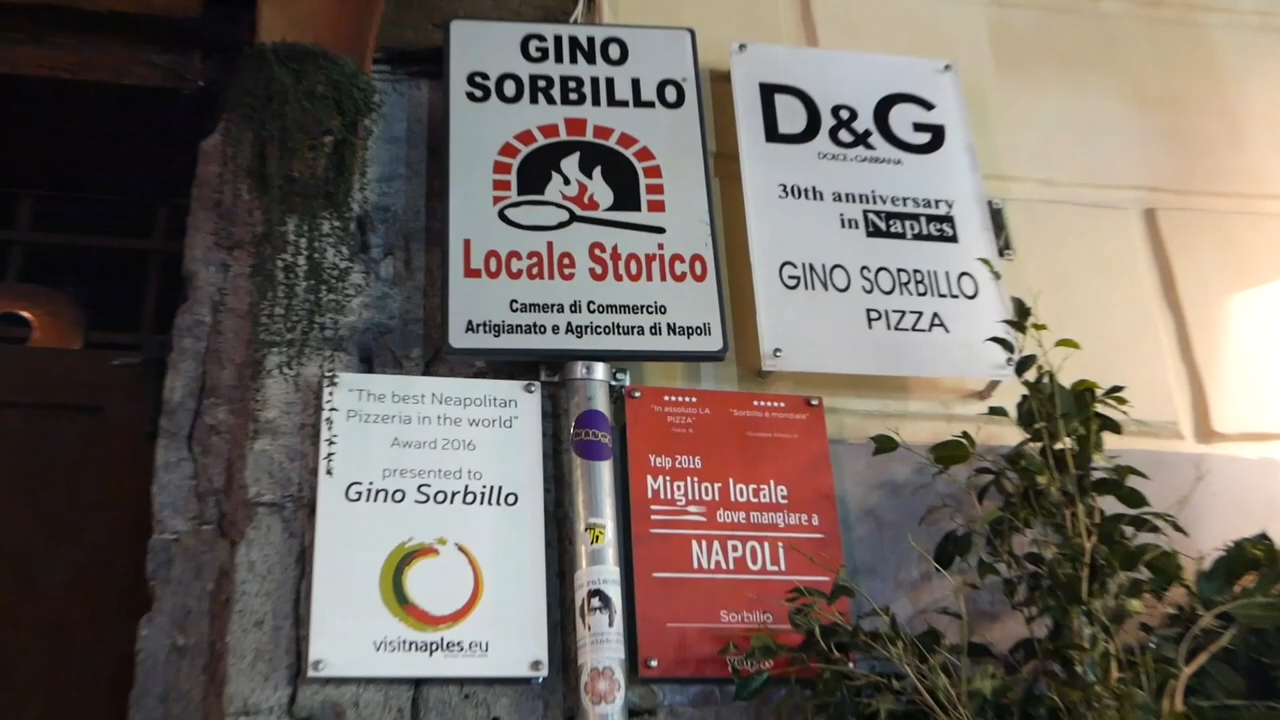 GINO
SORBILLO
Locale Storico
Camera di Commercio
Artigianato e Agricoltura di Napoli
D&G
DOLCE & GABBANA
30th anniversary
in Naples
GINO SORBILLO
PIZZA
"The best Neapolitan
Pizzeria in the world"
Award 2016
presented to
Gino Sorbillo
visitnaples.eu
"In assoluto LA
PIZZA"
"Sorbillo è mondiale"
Yelp 2016
Miglior locale
dove mangiare a
NAPOLi
Sorbillo